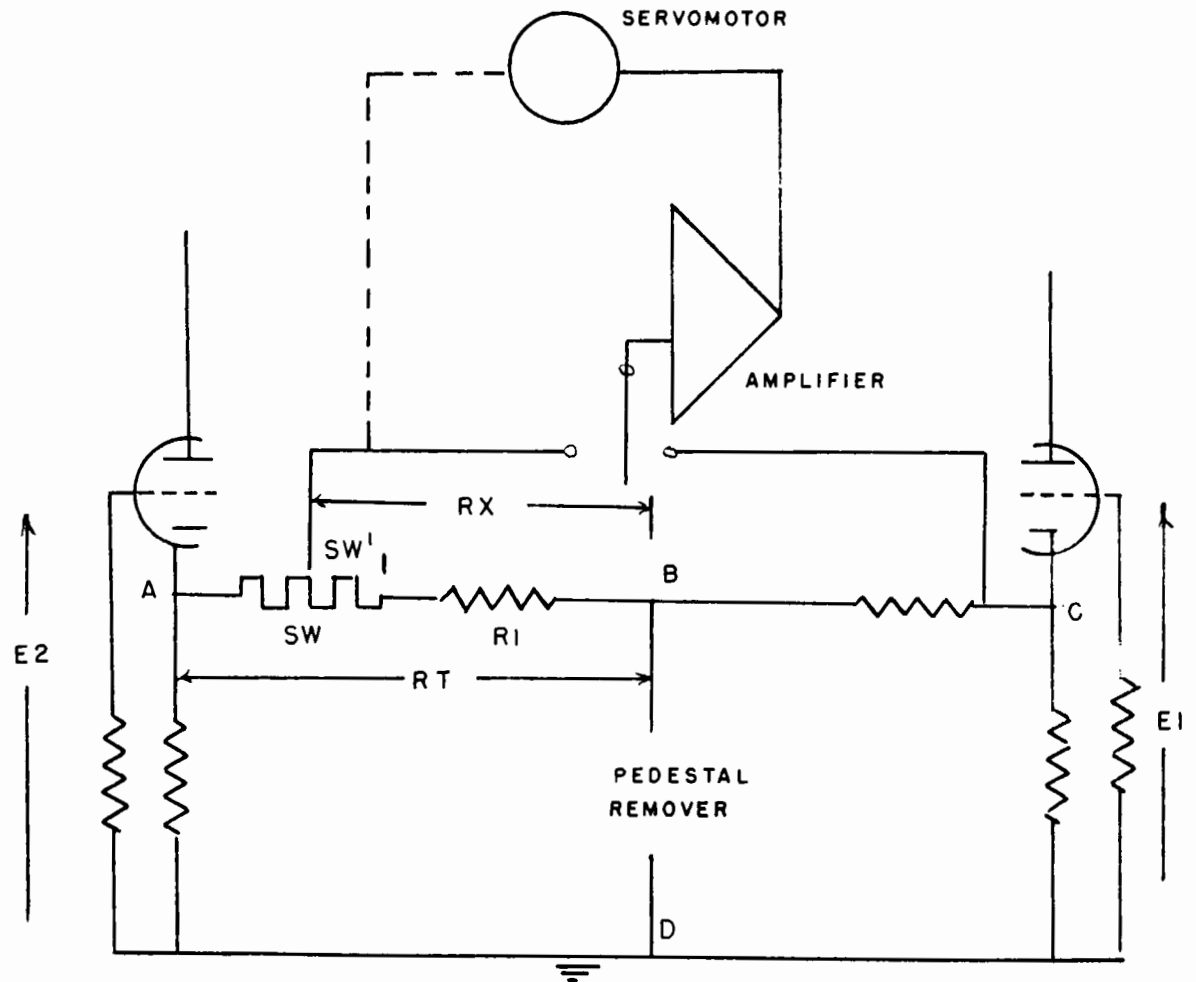 SERVOMOTOR
AMPLIFIER
RX
SW'
A
B
C
SW
R1
E2
RT
E1
PEDESTAL
REMOVER
D